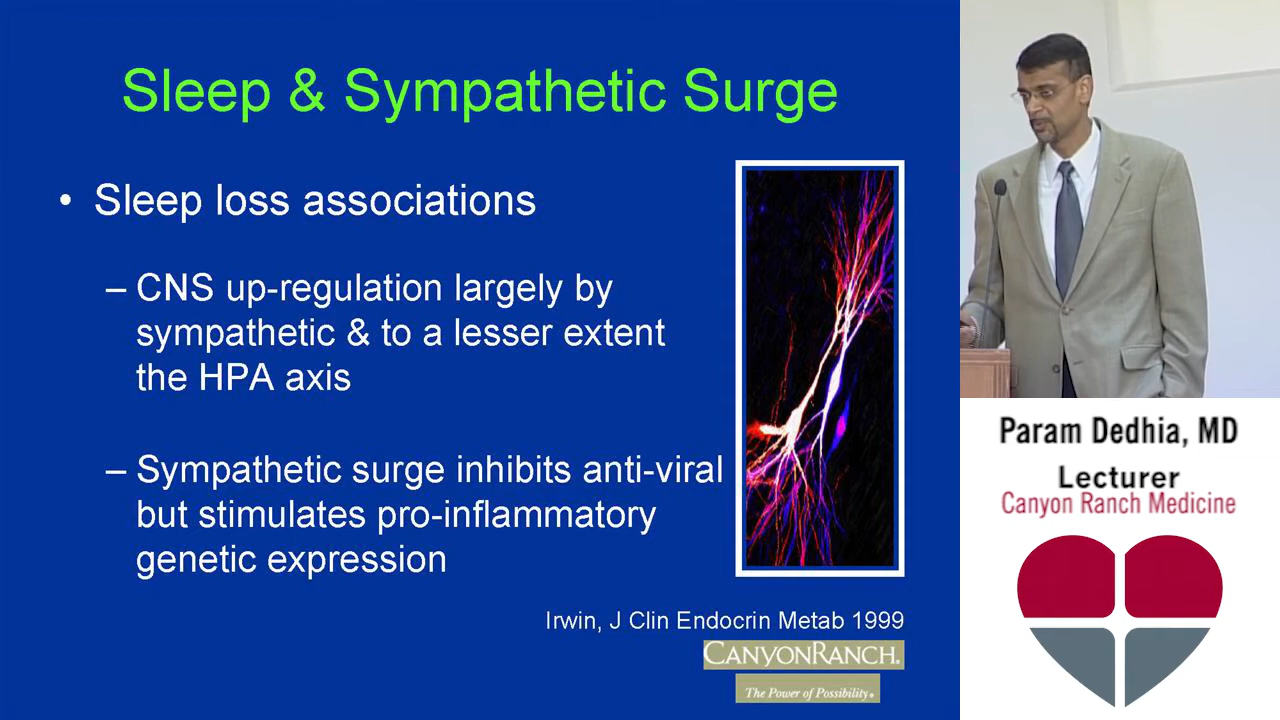 Sleep & Sympathetic Surge
• Sleep loss associations
– CNS up-regulation largely by
sympathetic & to a lesser extent
the HPA axis
– Sympathetic surge inhibits anti-viral
but stimulates pro-inflammatory
genetic expression
Irwin, J Clin Endocrin Metab 1999
CANYONRANCH.
The Power of Possibility.
Param Dedhia, MD
Lecturer
Canyon Ranch Medicine